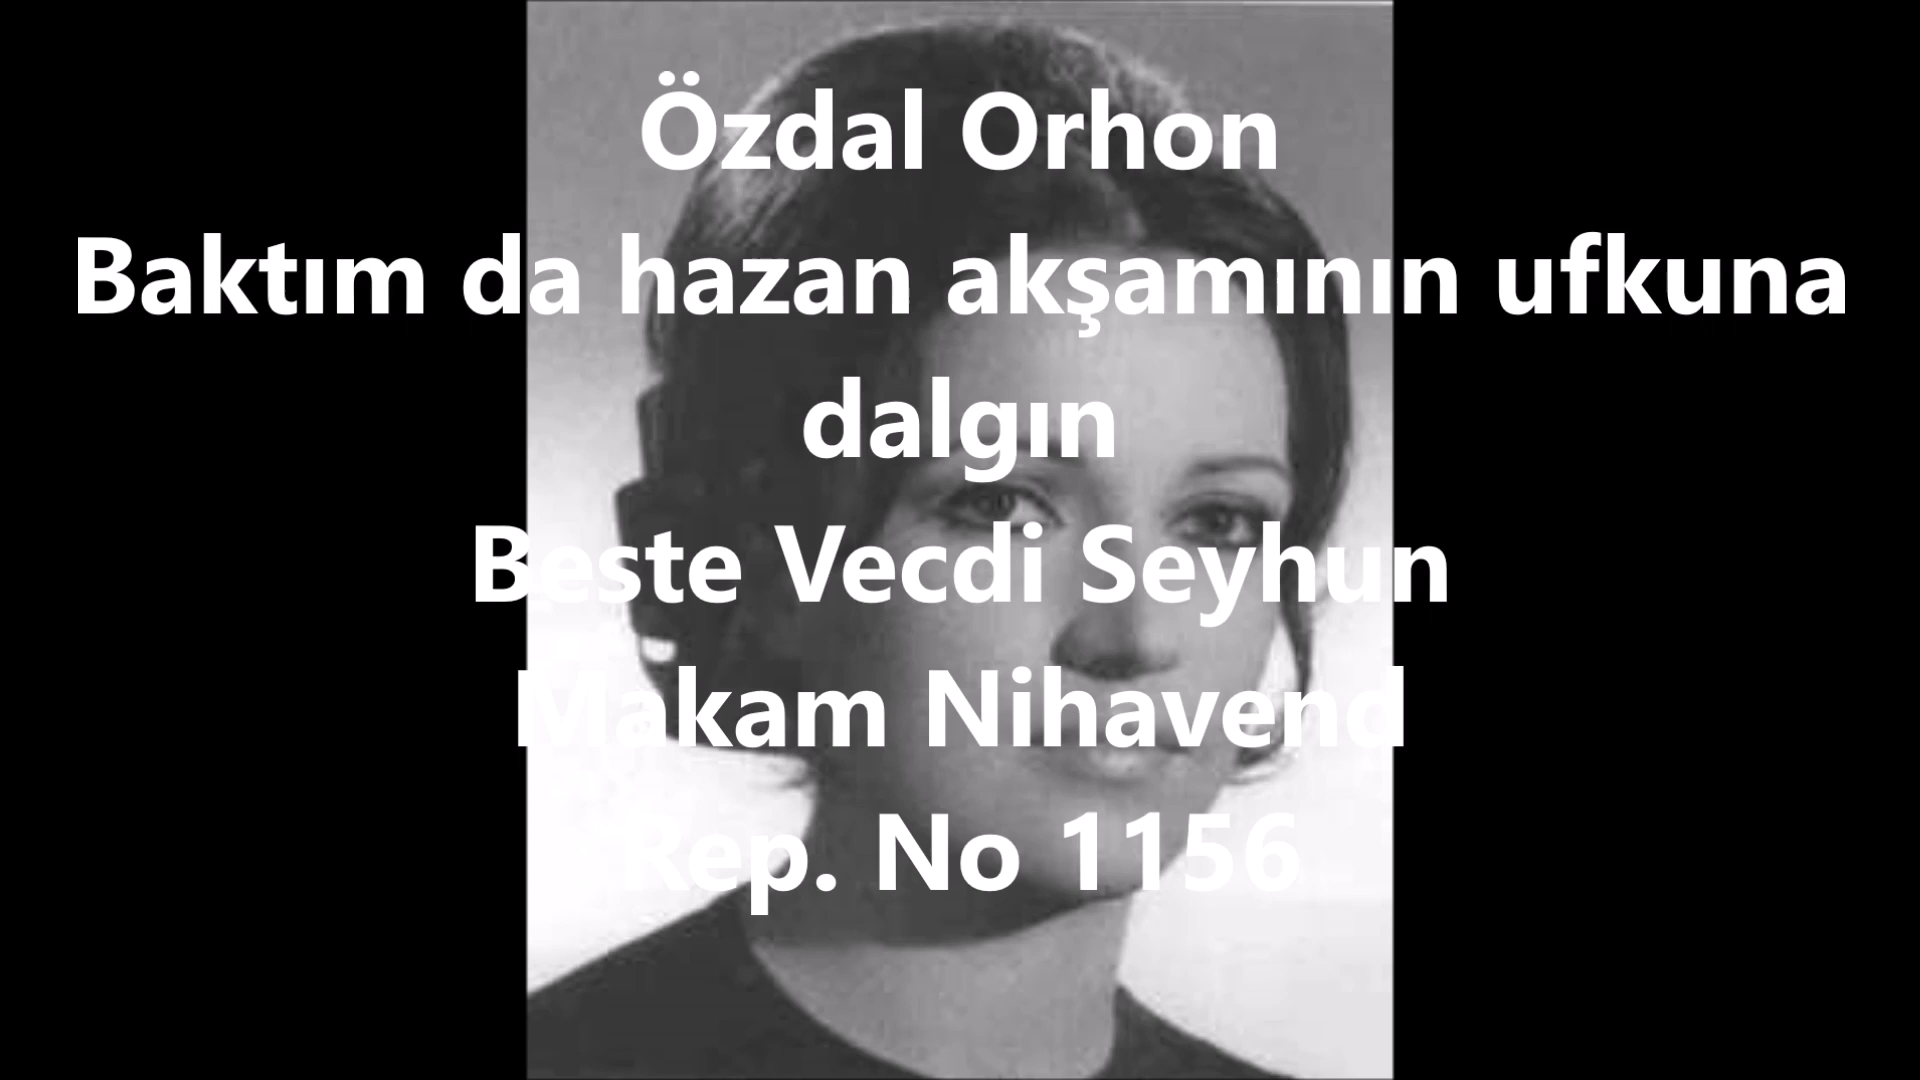 Özdal Orhon
Baktım da hazan akşamının ufkuna
dalgın
Beste Vecdi Seyhun
Makam Nihavend
Rep. No 1156